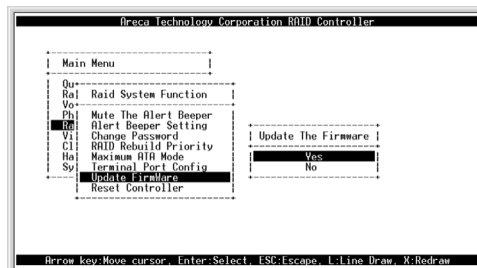 Areca Technology Corporation RAID Controller
Main Menu
Qu
Ra
Raid System Function
Vo
Ph
Mute The Alert Beeper
Ra
Alert Beeper Setting
Vi
Change Password
Cl
RAID Rebuild Priority
Ha
Maximum ATA Mode
Sy
Terminal Port Config
Update FirmWare
Reset Controller
Update The Firmware
Yes
No
Arrow key:Move cursor, Enter:Select, ESC:Escape, L:Line Draw, X:Redraw